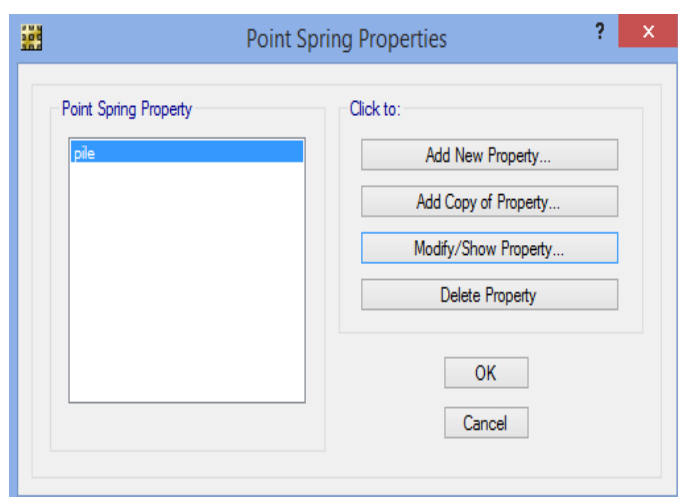 Point Spring Properties
?
x
Point Spring Property
pile
Click to:
Add New Property...
Add Copy of Property...
Modify/Show Property...
Delete Property
OK
Cancel